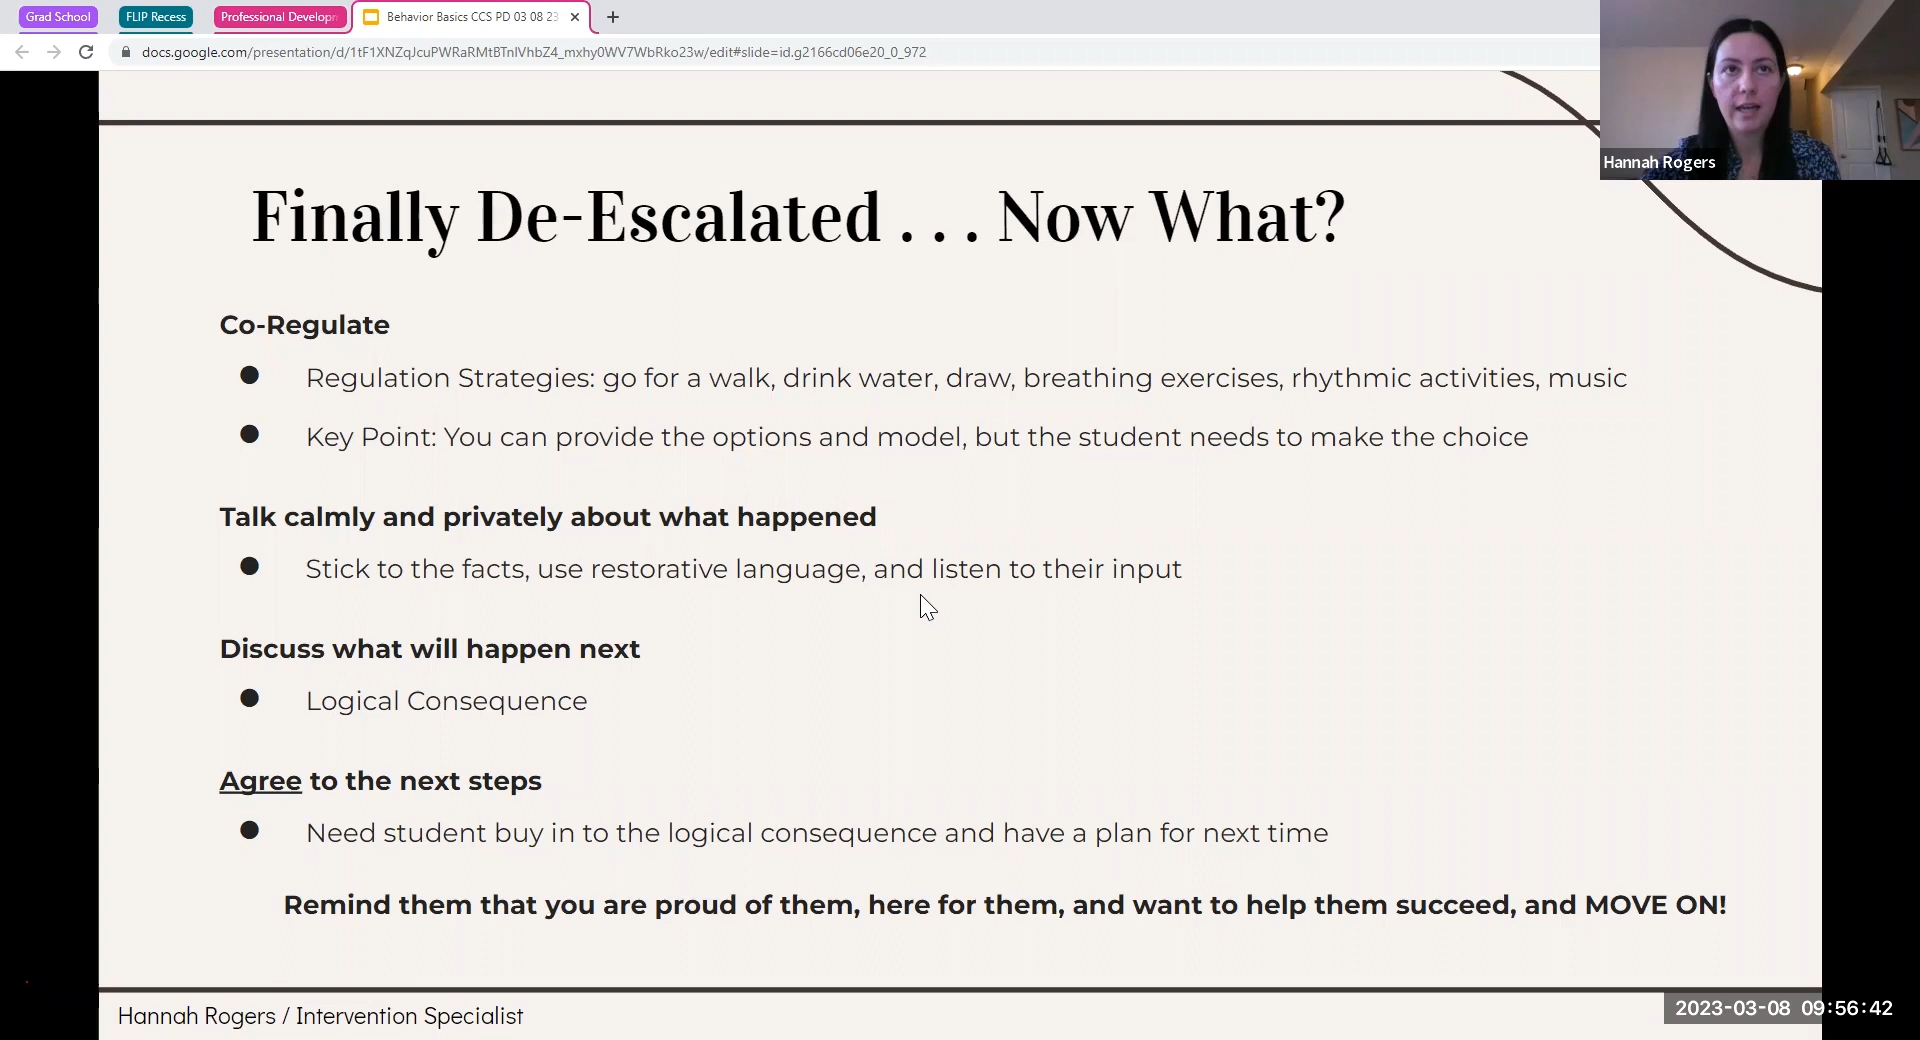 Grad School
FLIP Recess
Professional Developn
Behavior Basics CCS PD 03 08 23
docs.google.com/presentation/d/1tF1XNZqJcuPWRaRMtBTnIVhbZ4_mxhy0WV7WbRko23w/edit#slide=id.g2166cd06e20_0_972
Hannah Rogers
Finally De-Escalated . . . Now What?
Co-Regulate
● Regulation Strategies: go for a walk, drink water, draw, breathing exercises, rhythmic activities, music
● Key Point: You can provide the options and model, but the student needs to make the choice
Talk calmly and privately about what happened
● Stick to the facts, use restorative language, and listen to their input
Discuss what will happen next
● Logical Consequence
Agree to the next steps
● Need student buy in to the logical consequence and have a plan for next time
Remind them that you are proud of them, here for them, and want to help them succeed, and MOVE ON!
Hannah Rogers / Intervention Specialist
2023-03-08 09:56:42